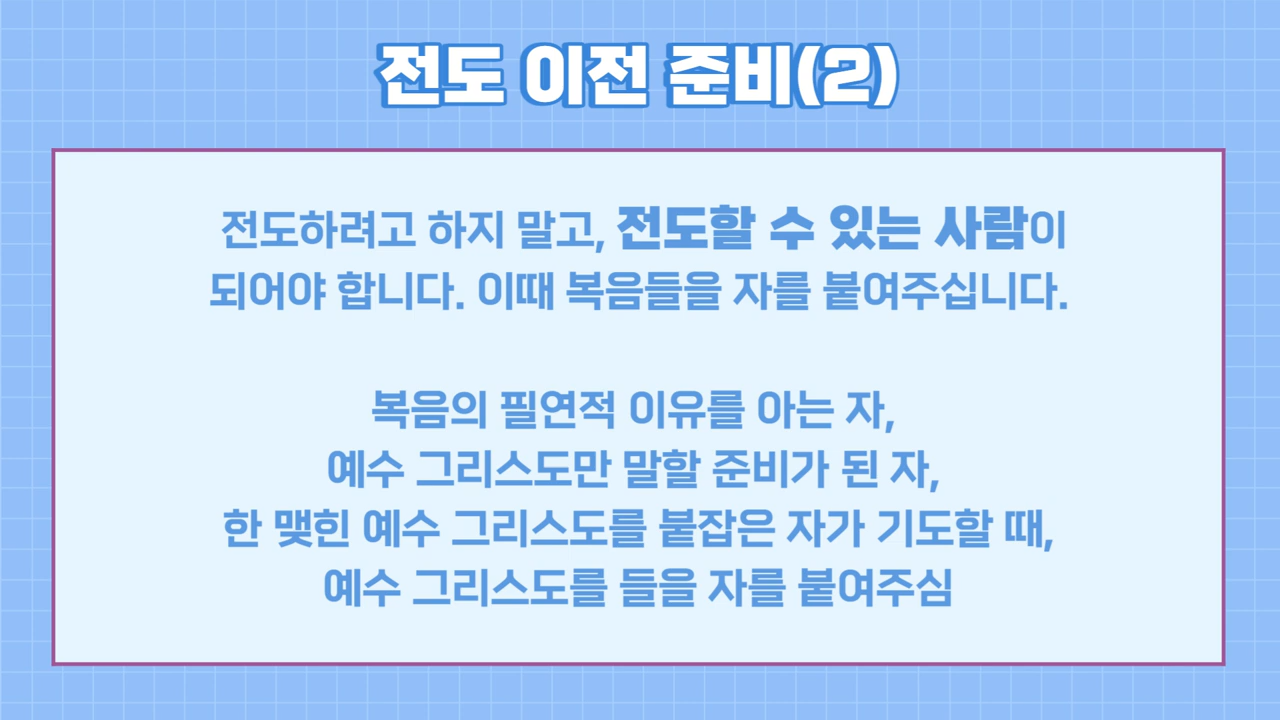 전도 이전 준비(2)
전도하려고 하지 말고, 전도할 수 있는 사람이
되어야 합니다. 이때 복음들을 자를 붙여주십니다.
복음의 필연적 이유를 아는 자,
예수 그리스도만 말할 준비가 된 자,
한 맺힌 예수 그리스도를 붙잡은 자가 기도할 때,
예수 그리스도를 들을 자를 붙여주심